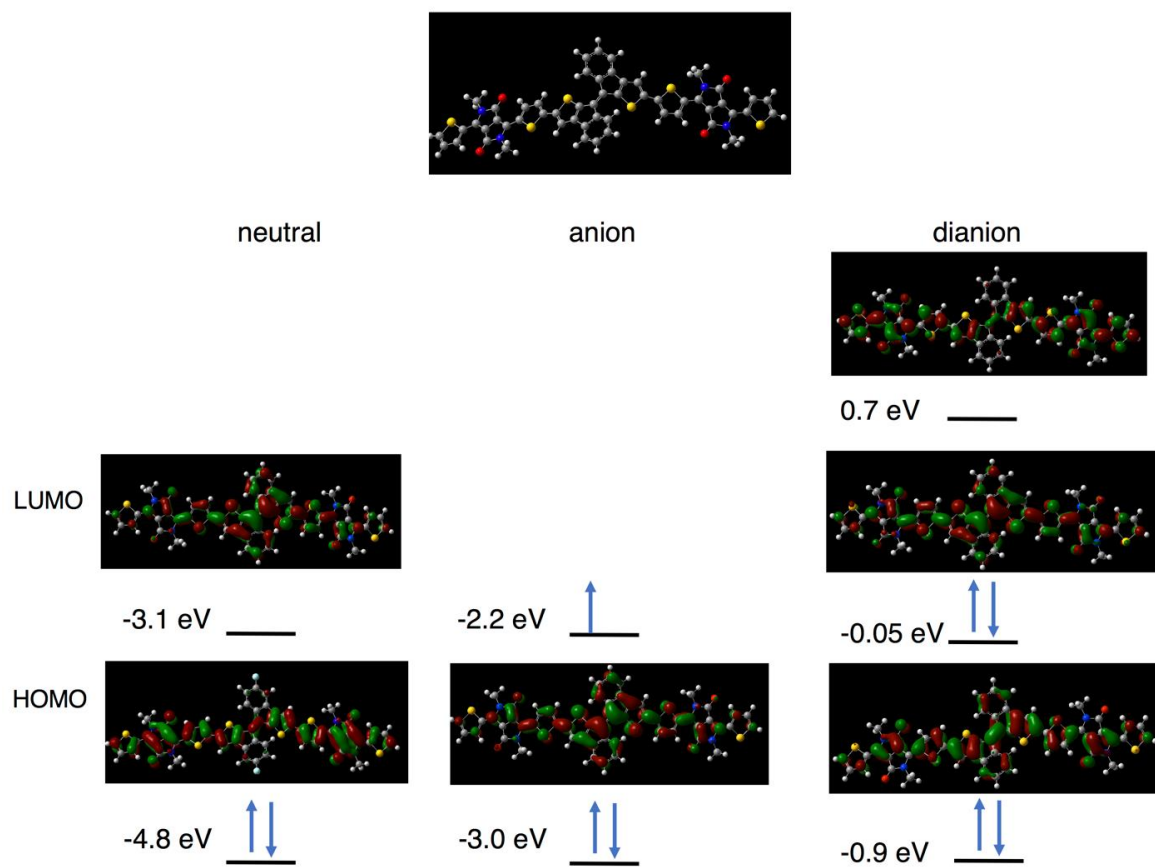 neutral anion dianion
0.7 eV
LUMO
-3.1 eV -2.2 eV -0.05 eV
HOMO
-4.8 eV -3.0 eV -0.9 eV